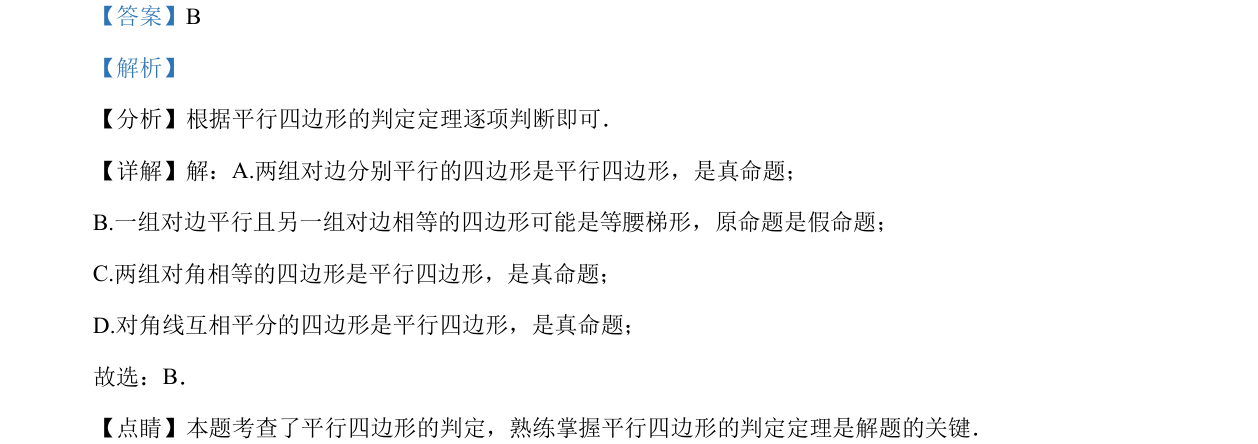 【答案】B
【解析】
【分析】根据平行四边形的判定定理逐项判断即可．
【详解】解：A.两组对边分别平行的四边形是平行四边形，是真命题；
B.一组对边平行且另一组对边相等的四边形可能是等腰梯形，原命题是假命题；
C.两组对角相等的四边形是平行四边形，是真命题；
D.对角线互相平分的四边形是平行四边形，是真命题；
故选：B．
【点睛】本题考查了平行四边形的判定，熟练掌握平行四边形的判定定理是解题的关键．